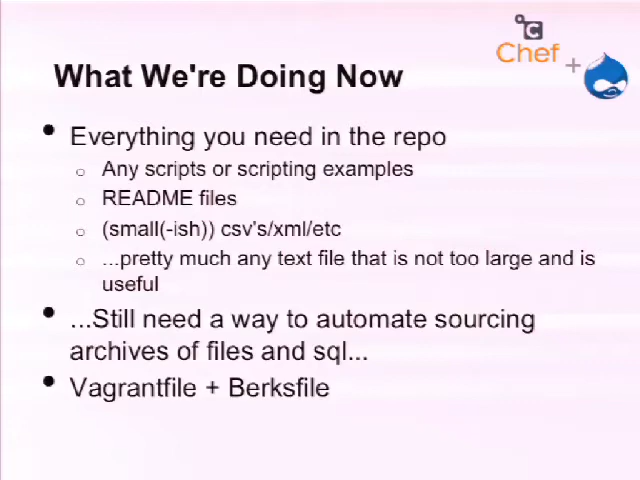 Chef +
What We're Doing Now
Everything you need in the repo
Any scripts or scripting examples
README files
(small(-ish)) csv's/xml/etc
...pretty much any text file that is not too large and is
useful
...Still need a way to automate sourcing
archives of files and sql...
Vagrantfile + Berksfile